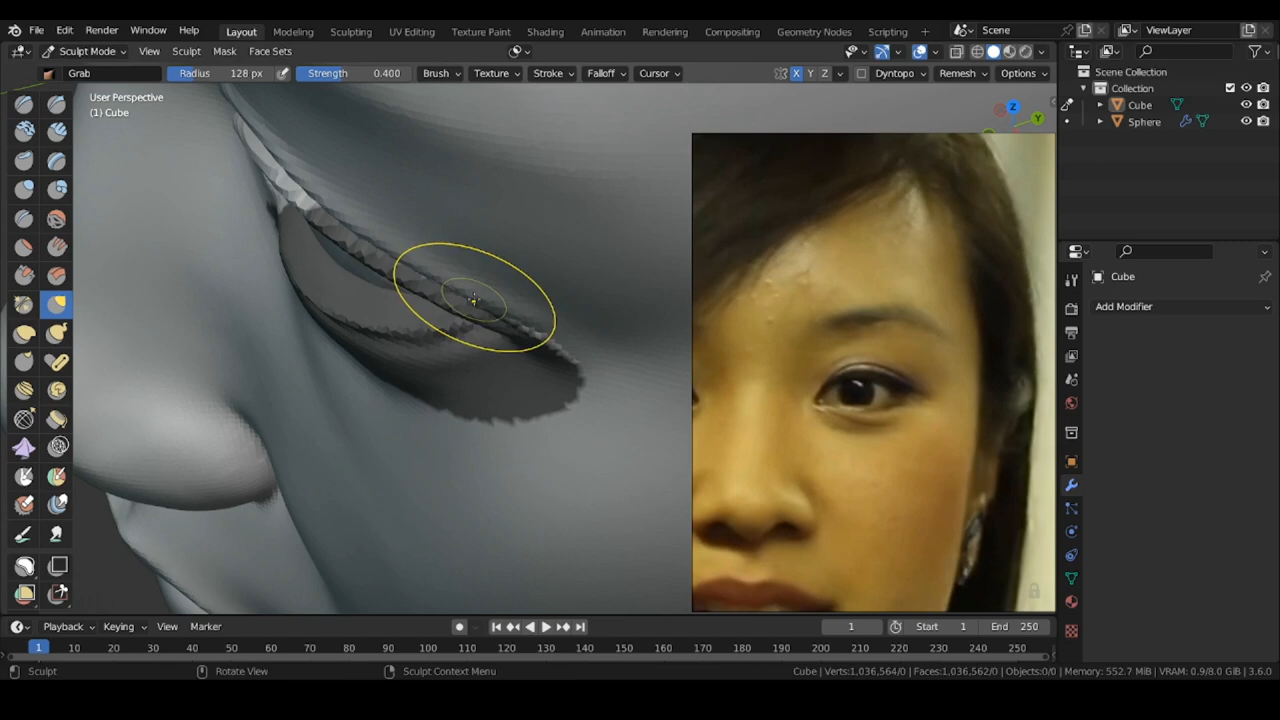 File Edit Render Window Help Layout Modeling Sculpting UV Editing Texture Paint Shading Animation Rendering Compositing Geometry Nodes Scripting + Scene ViewLayer
Sculpt Mode View Sculpt Mask Face Sets
Grab Radius 128 px Strength 0.400 Brush Texture Stroke Falloff Cursor X Y Z Dyntopo Remesh Options
User Perspective
(1) Cube
Z
Y
Scene Collection
Collection
Cube
Sphere
Cube
Add Modifier
Playback Keying View Marker 1 Start 1 End 250
1 10 20 30 40 50 60 70 80 90 100 110 120 130 140 150 160 170 180 190 200 210 220 230 240 250
Sculpt Rotate View Sculpt Context Menu Cube | Verts:1,036,564/0 | Faces:1,036,562/0 | Objects:0/0 | Memory: 552.7 MiB | VRAM: 0.9/8.0 GiB | 3.6.0